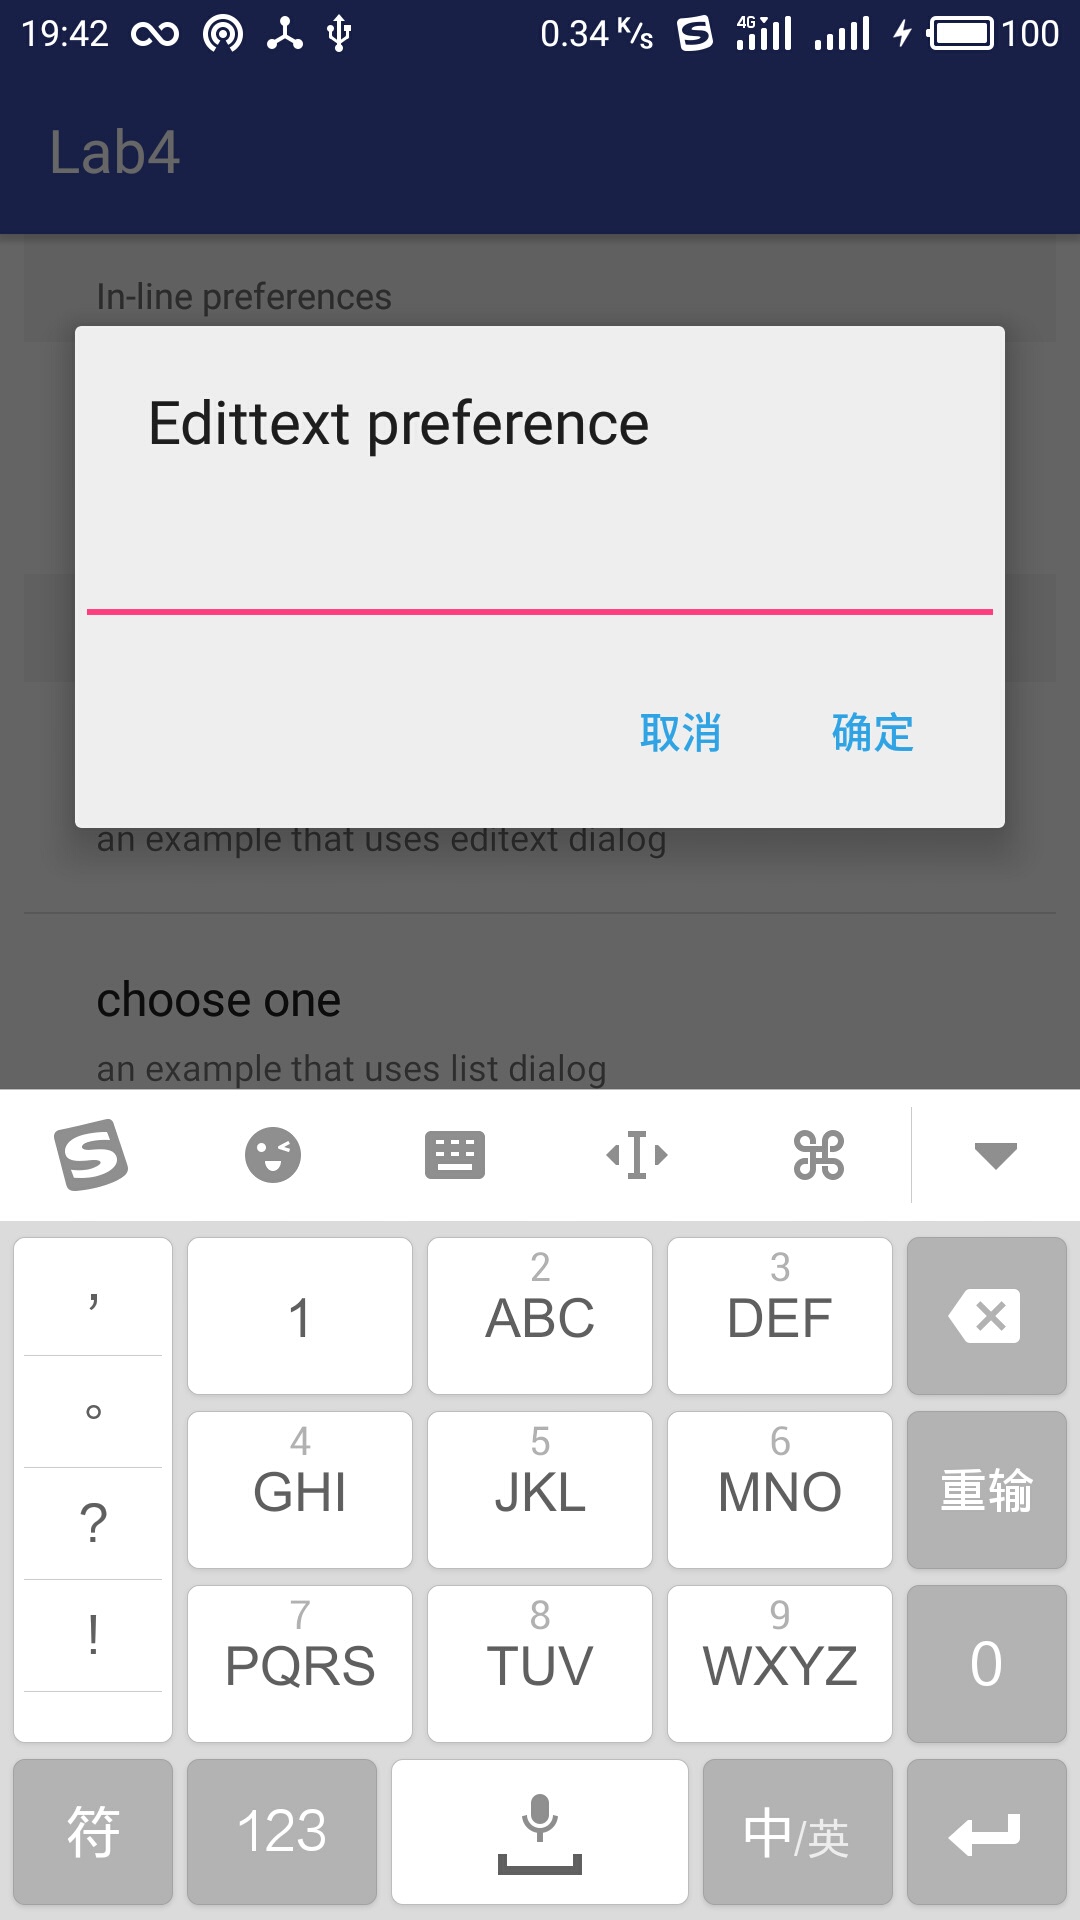 19:42 0.34 K/s 4G 100
Lab4
In-line preferences
Edittext preference
取消 确定
an example that uses editext dialog
choose one
an example that uses list dialog
，
1
2
ABC
3
DEF
。
4
GHI
5
JKL
6
MNO
重输
?
!
7
PQRS
8
TUV
9
WXYZ
0
符 123 中/英